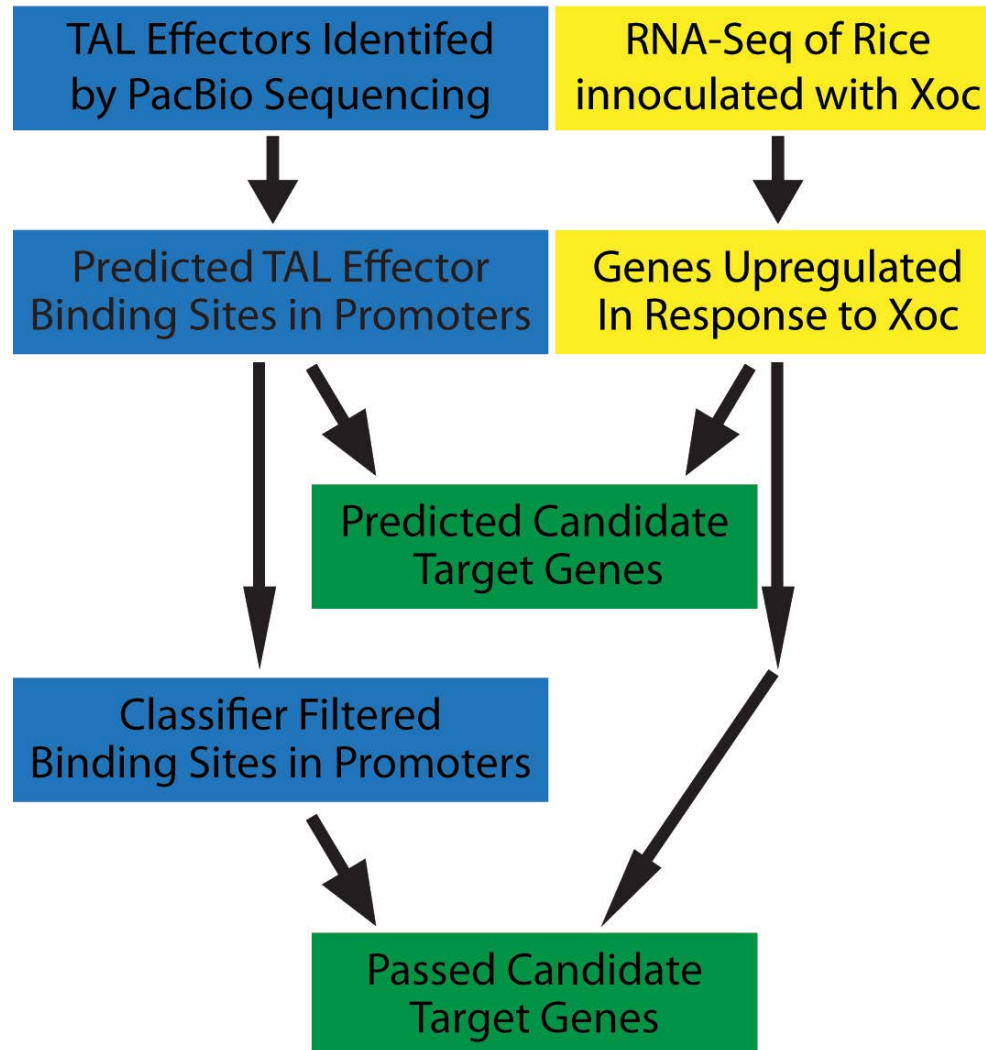 TAL Effectors Identifed
by PacBio Sequencing
RNA-Seq of Rice
innoculated with Xoc
Predicted TAL Effector
Binding Sites in Promoters
Genes Upregulated
In Response to Xoc
Predicted Candidate
Target Genes
Classifier Filtered
Binding Sites in Promoters
Passed Candidate
Target Genes